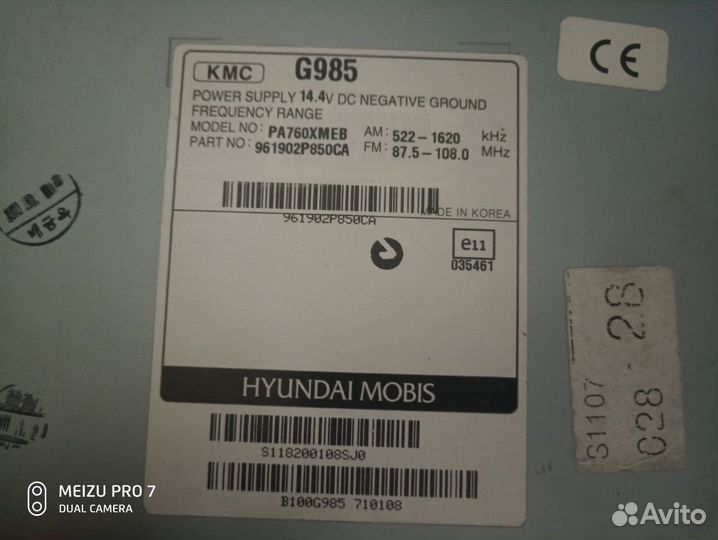 KMC G985
POWER SUPPLY 14.4V DC NEGATIVE GROUND
FREQUENCY RANGE
MODEL NO: PA760XMEB AM: 522-1620 kHz
PART NO: 961902P850CA FM: 87.5-108.0 MHz
961902P850CA
MADE IN KOREA
e11
035461
HYUNDAI MOBIS
S118200108SJ0
B100G985 710108
CE
S1107
028-2.8
MEIZU PRO 7
DUAL CAMERA
Avito